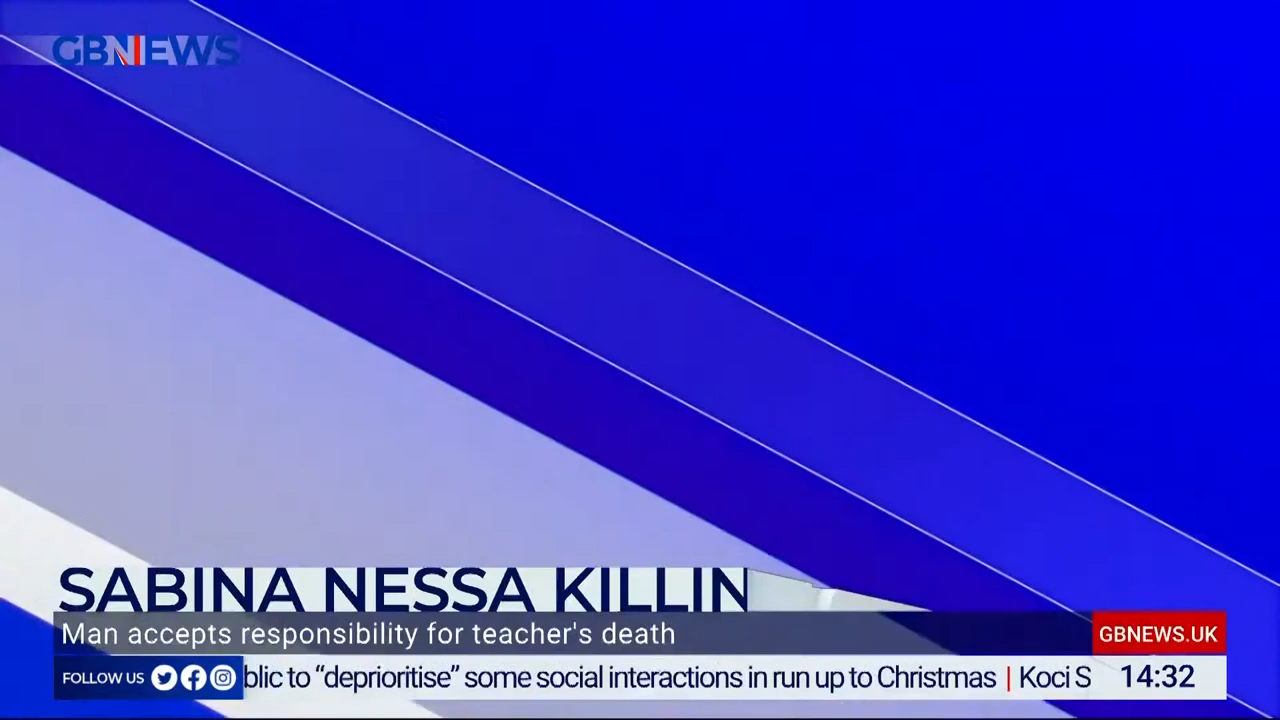 GBNEWS
SABINA NESSA KILLIN
Man accepts responsibility for teacher's death
GBNEWS.UK
FOLLOW US
blic to “deprioritise” some social interactions in run up to Christmas | Koci S
14:32